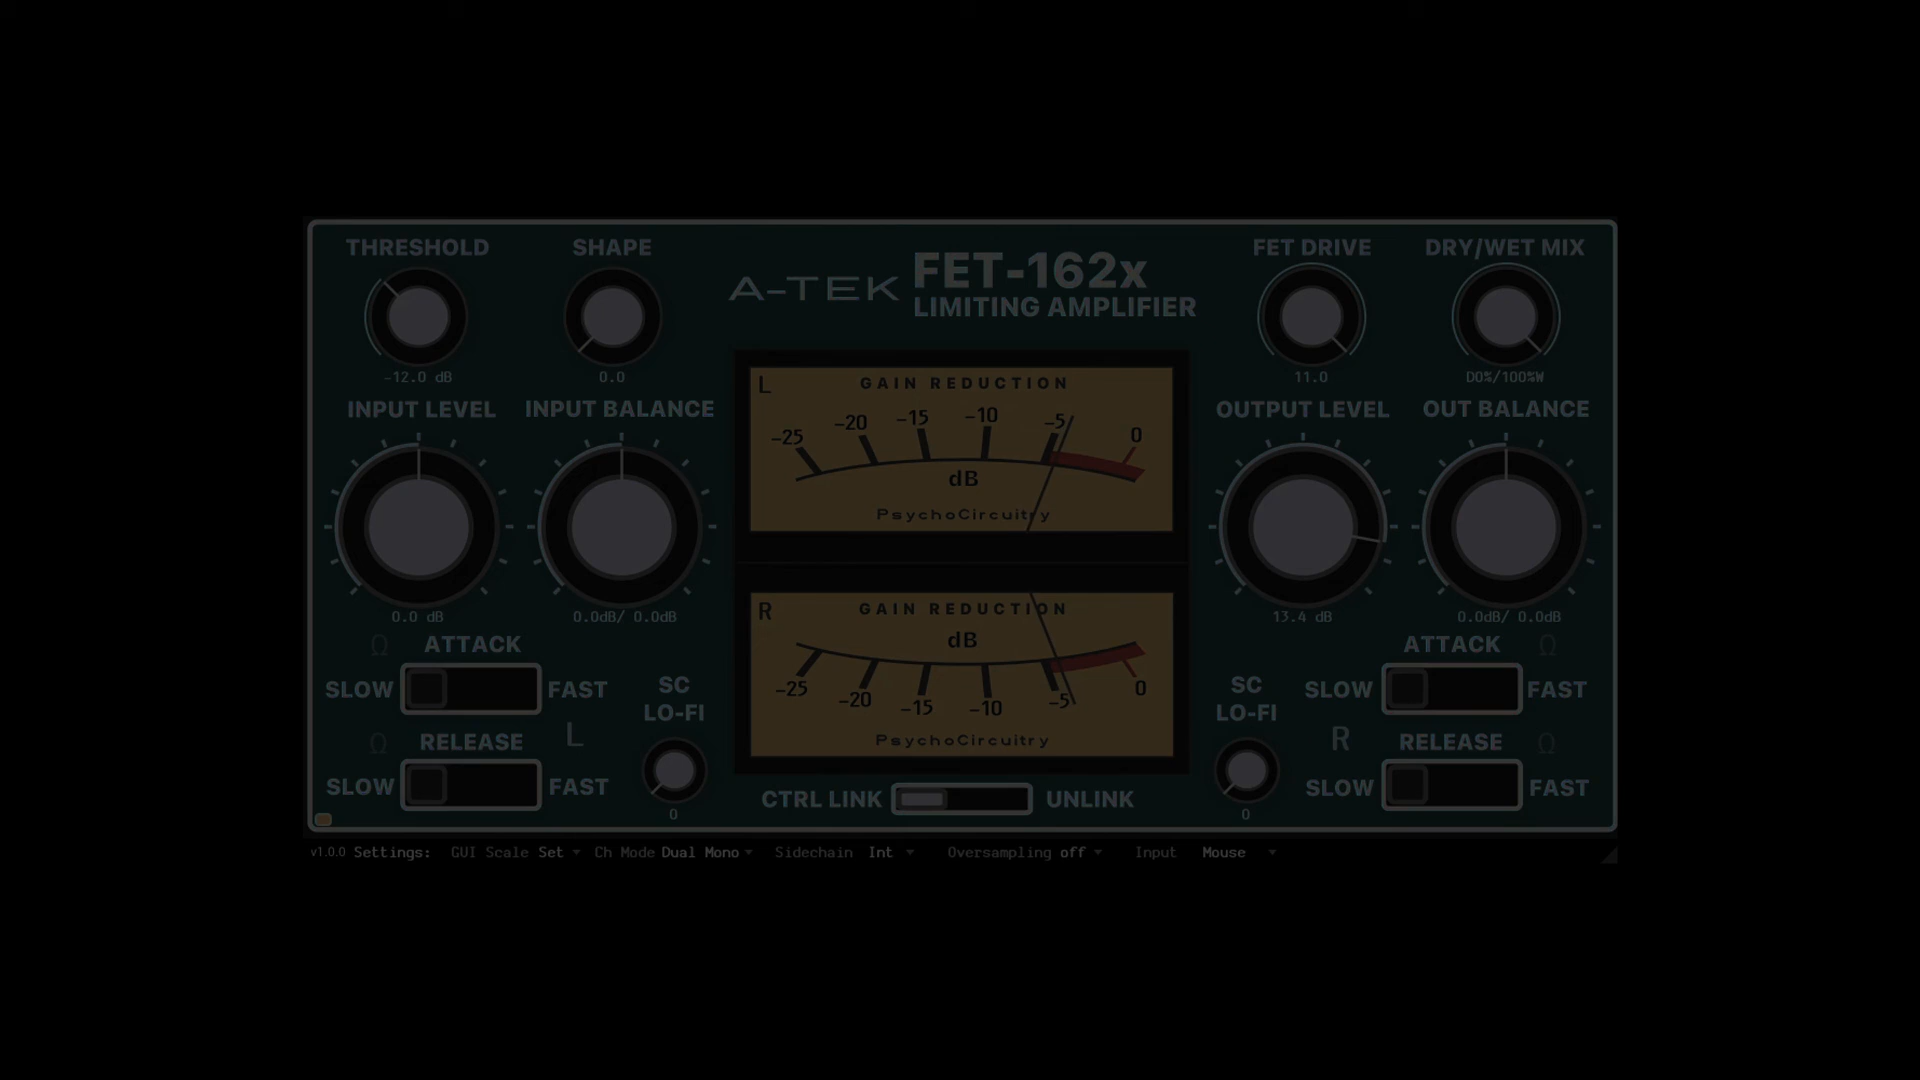 THRESHOLD
SHAPE
A-TEK
FET-162x
LIMITING AMPLIFIER
FET DRIVE
DRY/WET MIX
-12.0 dB
0.0
11.0
D0%/100%W
INPUT LEVEL
INPUT BALANCE
OUTPUT LEVEL
OUT BALANCE
0.0 dB
0.0dB/ 0.0dB
13.4 dB
0.0dB/ 0.0dB
L
GAIN REDUCTION
-25 -20 -15 -10 -5 0
dB
PsychoCircuitry
R
GAIN REDUCTION
dB
-25 -20 -15 -10 -5 0
PsychoCircuitry
Ω ATTACK
SLOW FAST
Ω RELEASE
L
SLOW FAST
SC
LO-FI
0
CTRL LINK UNLINK
SC
LO-FI
0
ATTACK Ω
SLOW FAST
R
RELEASE Ω
SLOW FAST
v1.0.0 Settings: GUI Scale Set Ch Mode Dual Mono Sidechain Int Oversampling off Input Mouse